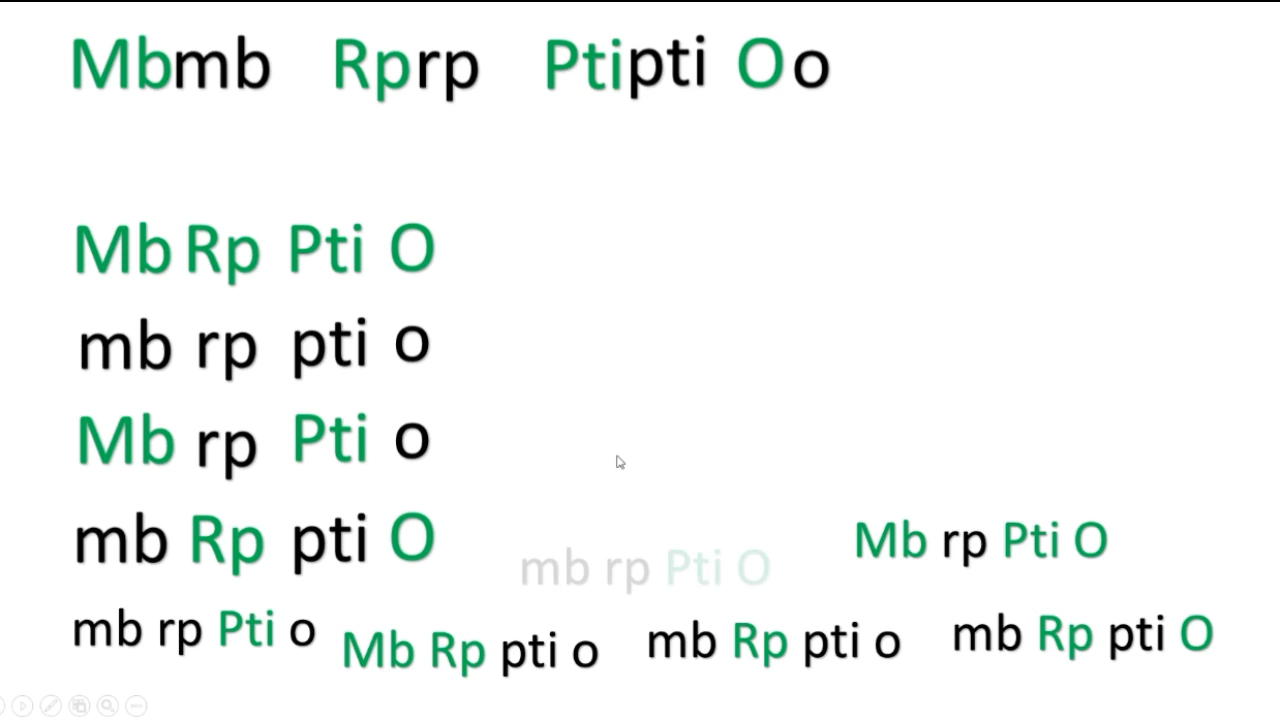 Mbmb Rprp Ptipti Oo
Mb Rp Pti O
mb rp pti o
Mb rp Pti o
mb Rp pti O
mb rp Pti O
Mb rp Pti O
mb rp Pti o
Mb Rp pti o
mb Rp pti o
mb Rp pti O